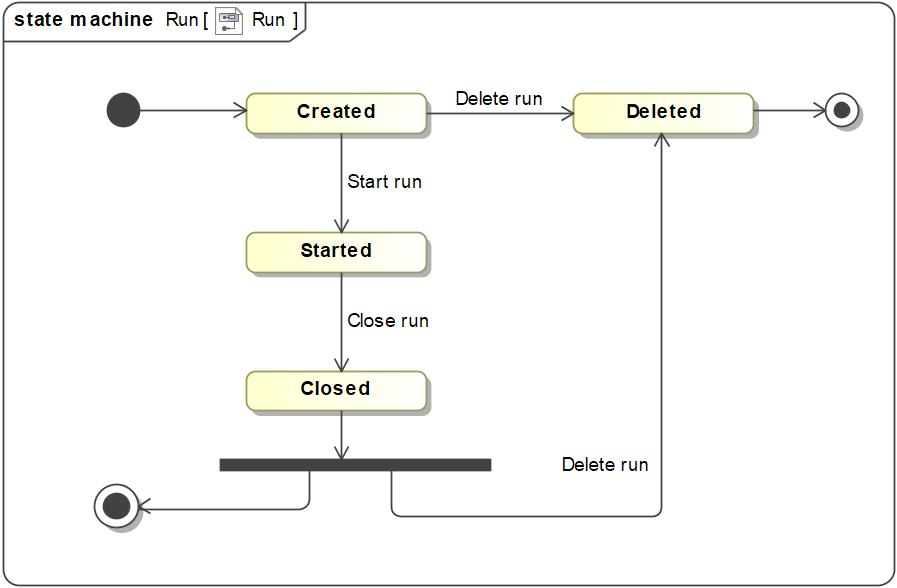 state machine Run [ Run ]
Delete run
Created
Deleted
Start run
Started
Close run
Closed
Delete run